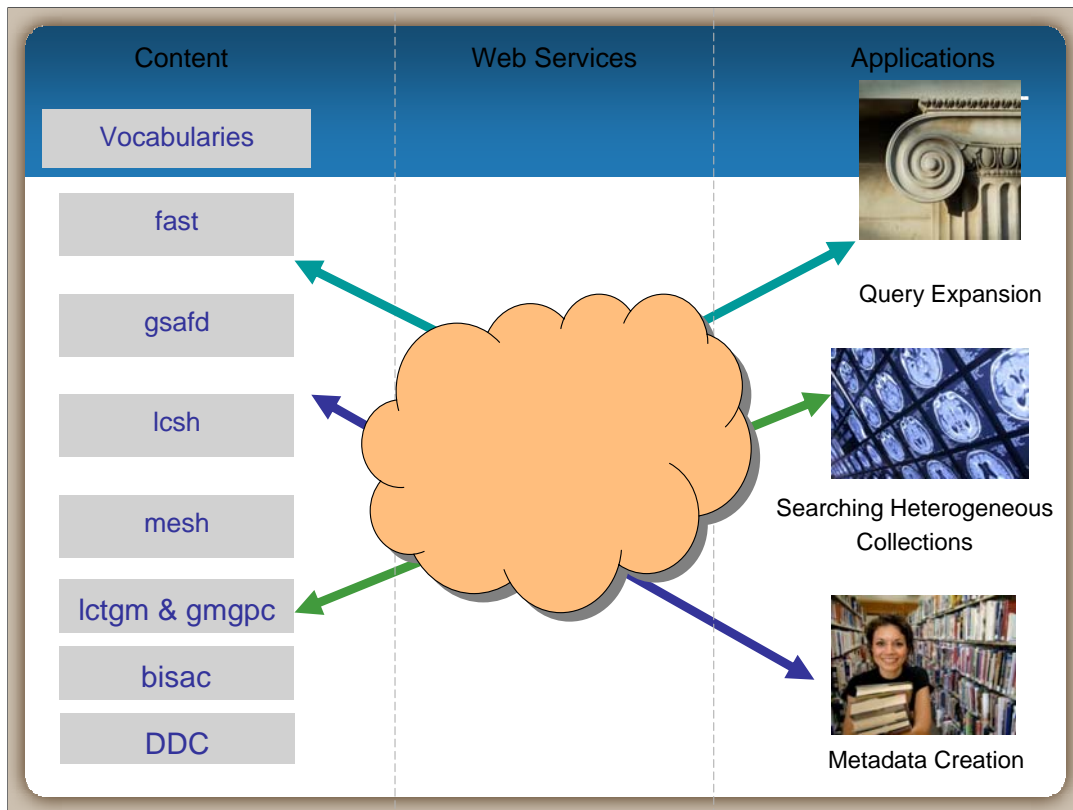 Content
Web Services
Applications
Vocabularies
fast
gsafd
lcsh
mesh
lctgm & gmgpc
bisac
DDC
Query Expansion
Searching Heterogeneous
Collections
Metadata Creation